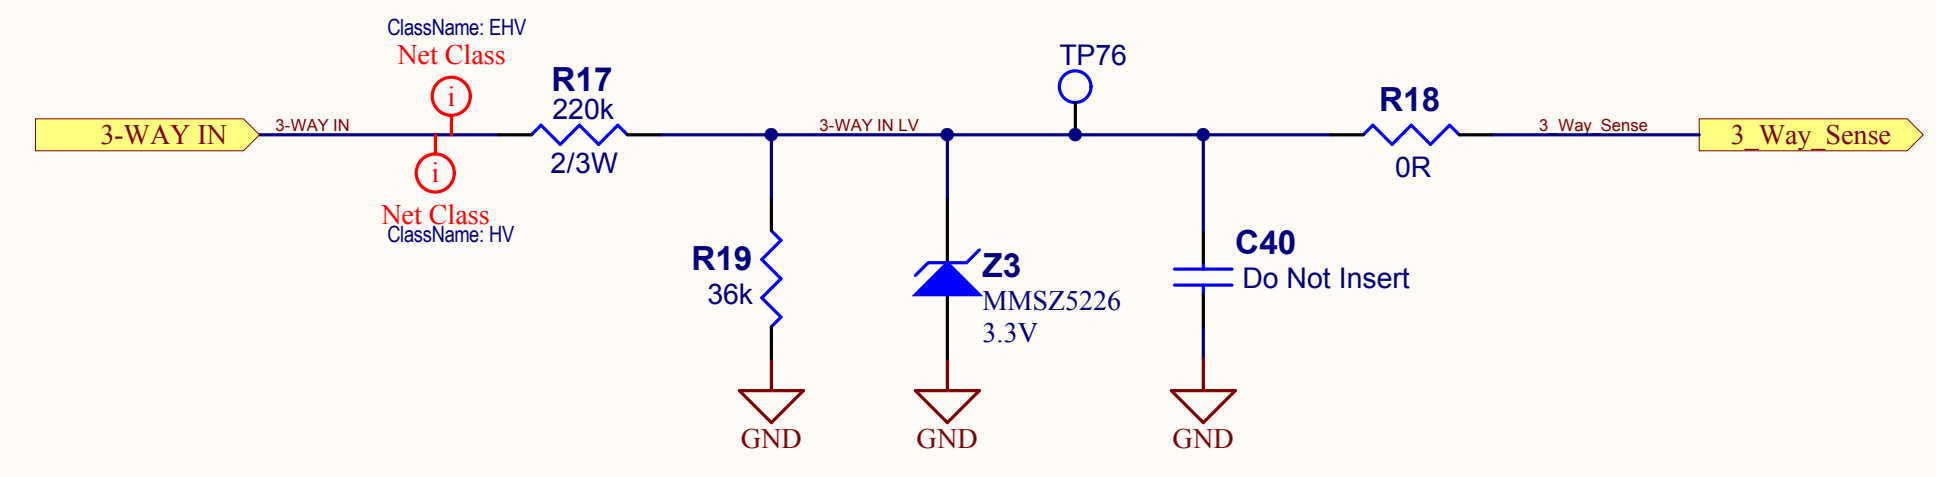 ClassName: EHV
Net Class
i
3-WAY IN
3-WAY IN
i
Net Class
ClassName: HV
R17
220k
2/3W
R19
36k
GND
3-WAY IN LV
Z3
MMSZ5226
3.3V
GND
TP76
C40
Do Not Insert
GND
R18
0R
3_Way_Sense
3_Way_Sense